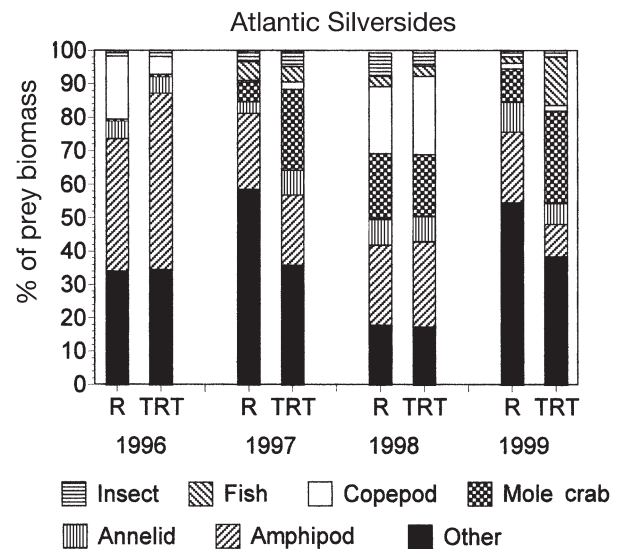 Atlantic Silversides
% of prey biomass
100
90
80
70
60
50
40
30
20
10
0
R TRT R TRT R TRT R TRT
1996 1997 1998 1999
Insect Fish Copepod Mole crab
Annelid Amphipod Other